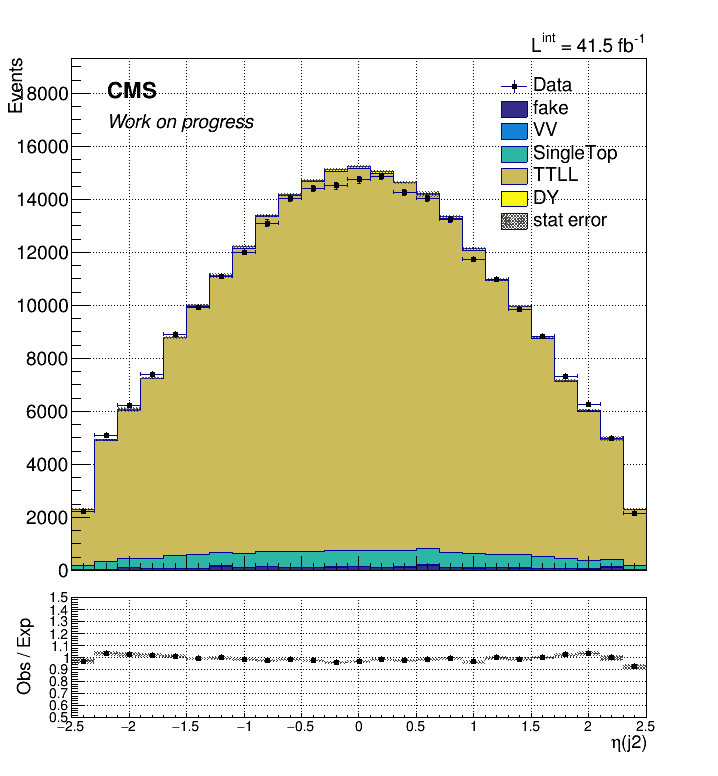 L^int = 41.5 fb^-1
Events
CMS
Work on progress
Data
fake
VV
SingleTop
TTLL
DY
stat error
18000
16000
14000
12000
10000
8000
6000
4000
2000
0
Obs / Exp
1.5
1.4
1.3
1.2
1.1
1
0.9
0.8
0.7
0.6
0.5
−2.5 −2 −1.5 −1 −0.5 0 0.5 1 1.5 2 2.5
η(j2)